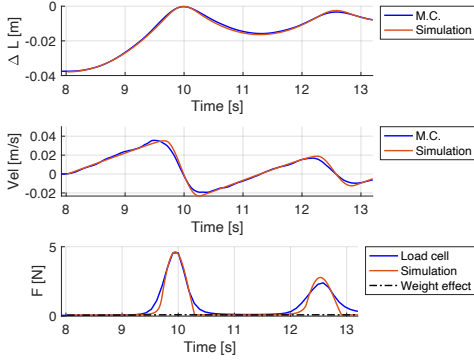 0
-0.02
-0.04
Δ L [m]
8 9 10 11 12 13
Time [s]
M.C.
Simulation
0.04
0.02
0
-0.02
Vel [m/s]
8 9 10 11 12 13
Time [s]
M.C.
Simulation
5
0
F [N]
8 9 10 11 12 13
Time [s]
Load cell
Simulation
Weight effect